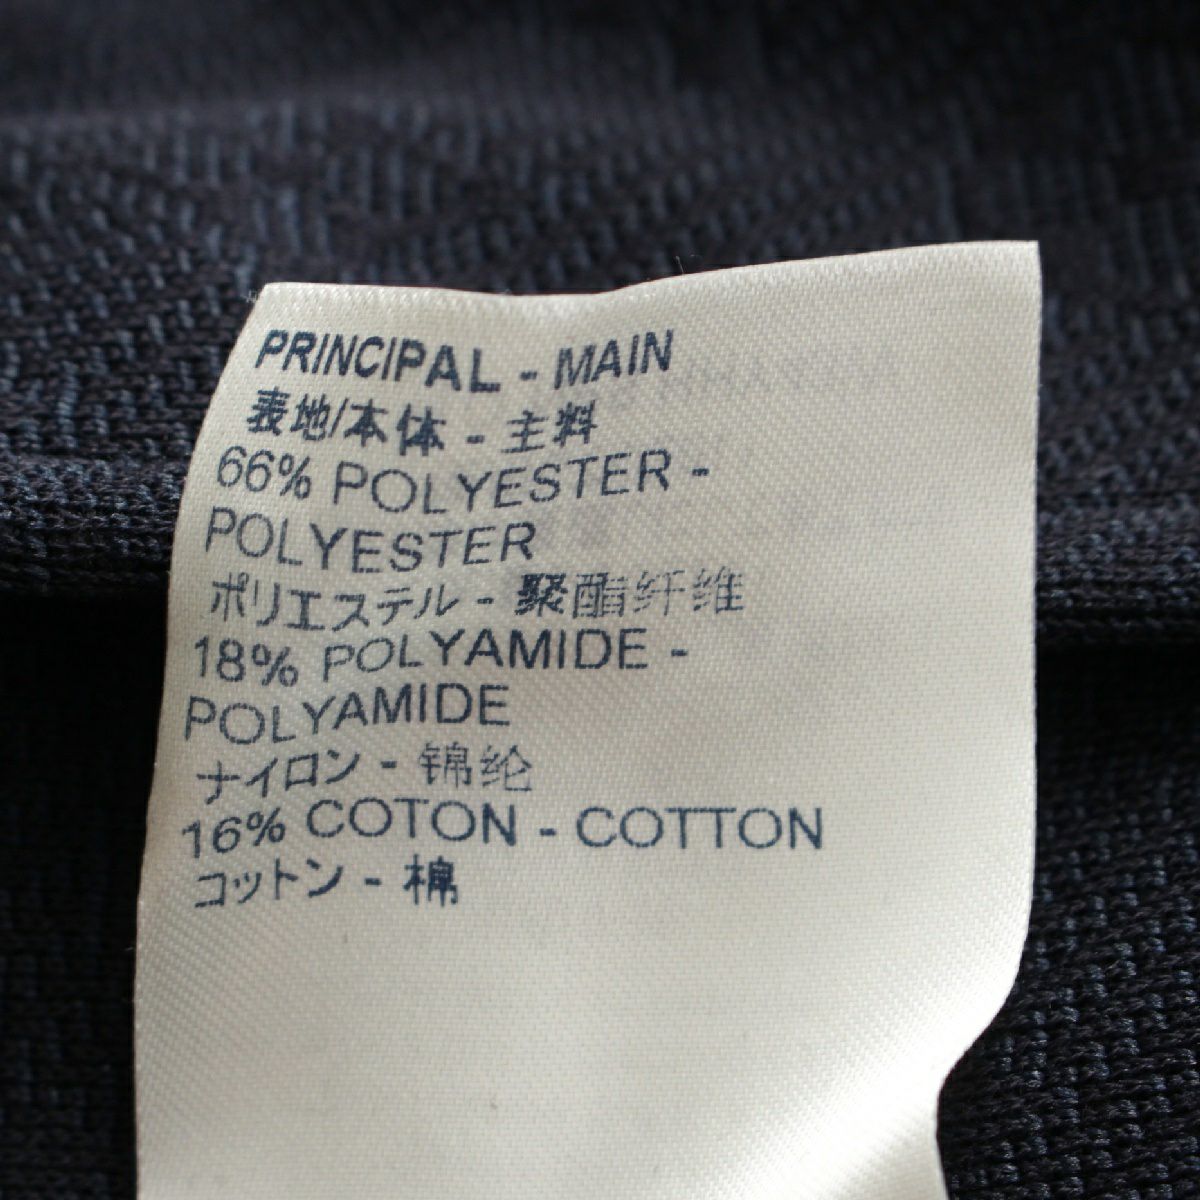 PRINCIPAL - MAIN
表地/本体 - 主料
66% POLYESTER -
POLYESTER
ポリエステル - 聚酯纤维
18% POLYAMIDE -
POLYAMIDE
ナイロン - 锦纶
16% COTON - COTTON
コットン - 棉